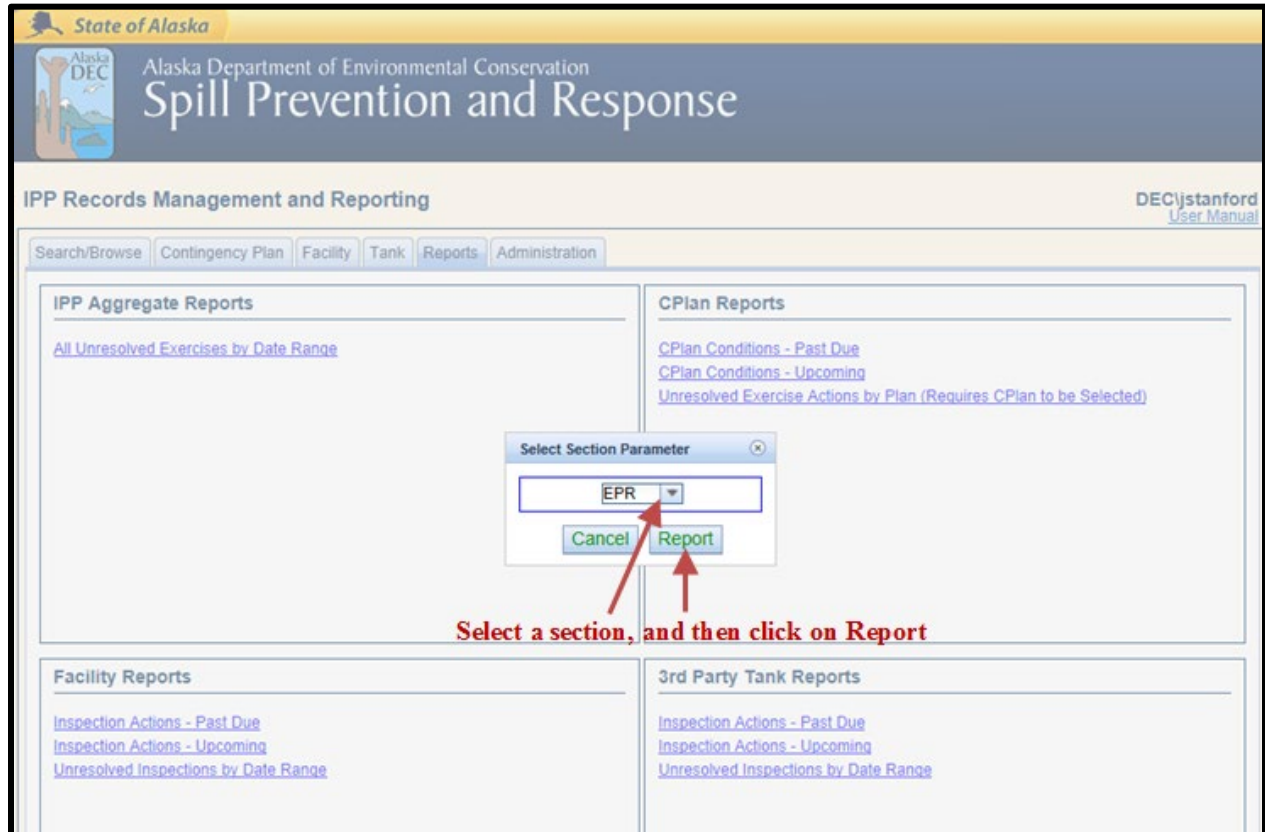 State of Alaska
Alaska
DEC
Alaska Department of Environmental Conservation
Spill Prevention and Response
IPP Records Management and Reporting
DEC\jstanford
User Manual
Search/Browse Contingency Plan Facility Tank Reports Administration
IPP Aggregate Reports
All Unresolved Exercises by Date Range
CPlan Reports
CPlan Conditions - Past Due
CPlan Conditions - Upcoming
Unresolved Exercise Actions by Plan (Requires CPlan to be Selected)
Select Section Parameter
EPR
Cancel Report
Select a section, and then click on Report
Facility Reports
Inspection Actions - Past Due
Inspection Actions - Upcoming
Unresolved Inspections by Date Range
3rd Party Tank Reports
Inspection Actions - Past Due
Inspection Actions - Upcoming
Unresolved Inspections by Date Range